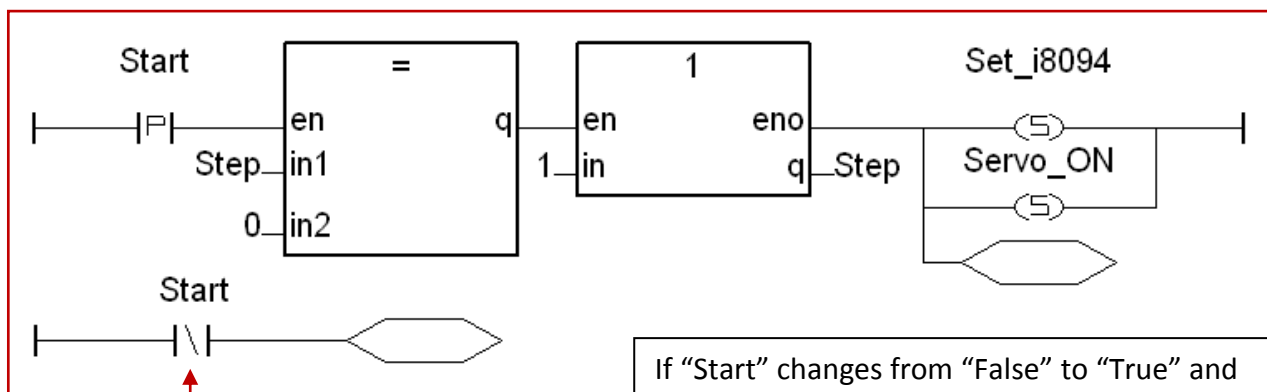 Start = 1 Set_i8094
P
en q en eno S
Step in1 1 in q Step Servo_ON
0 in2 S
Start
If “Start” changes from “False” to “True” and